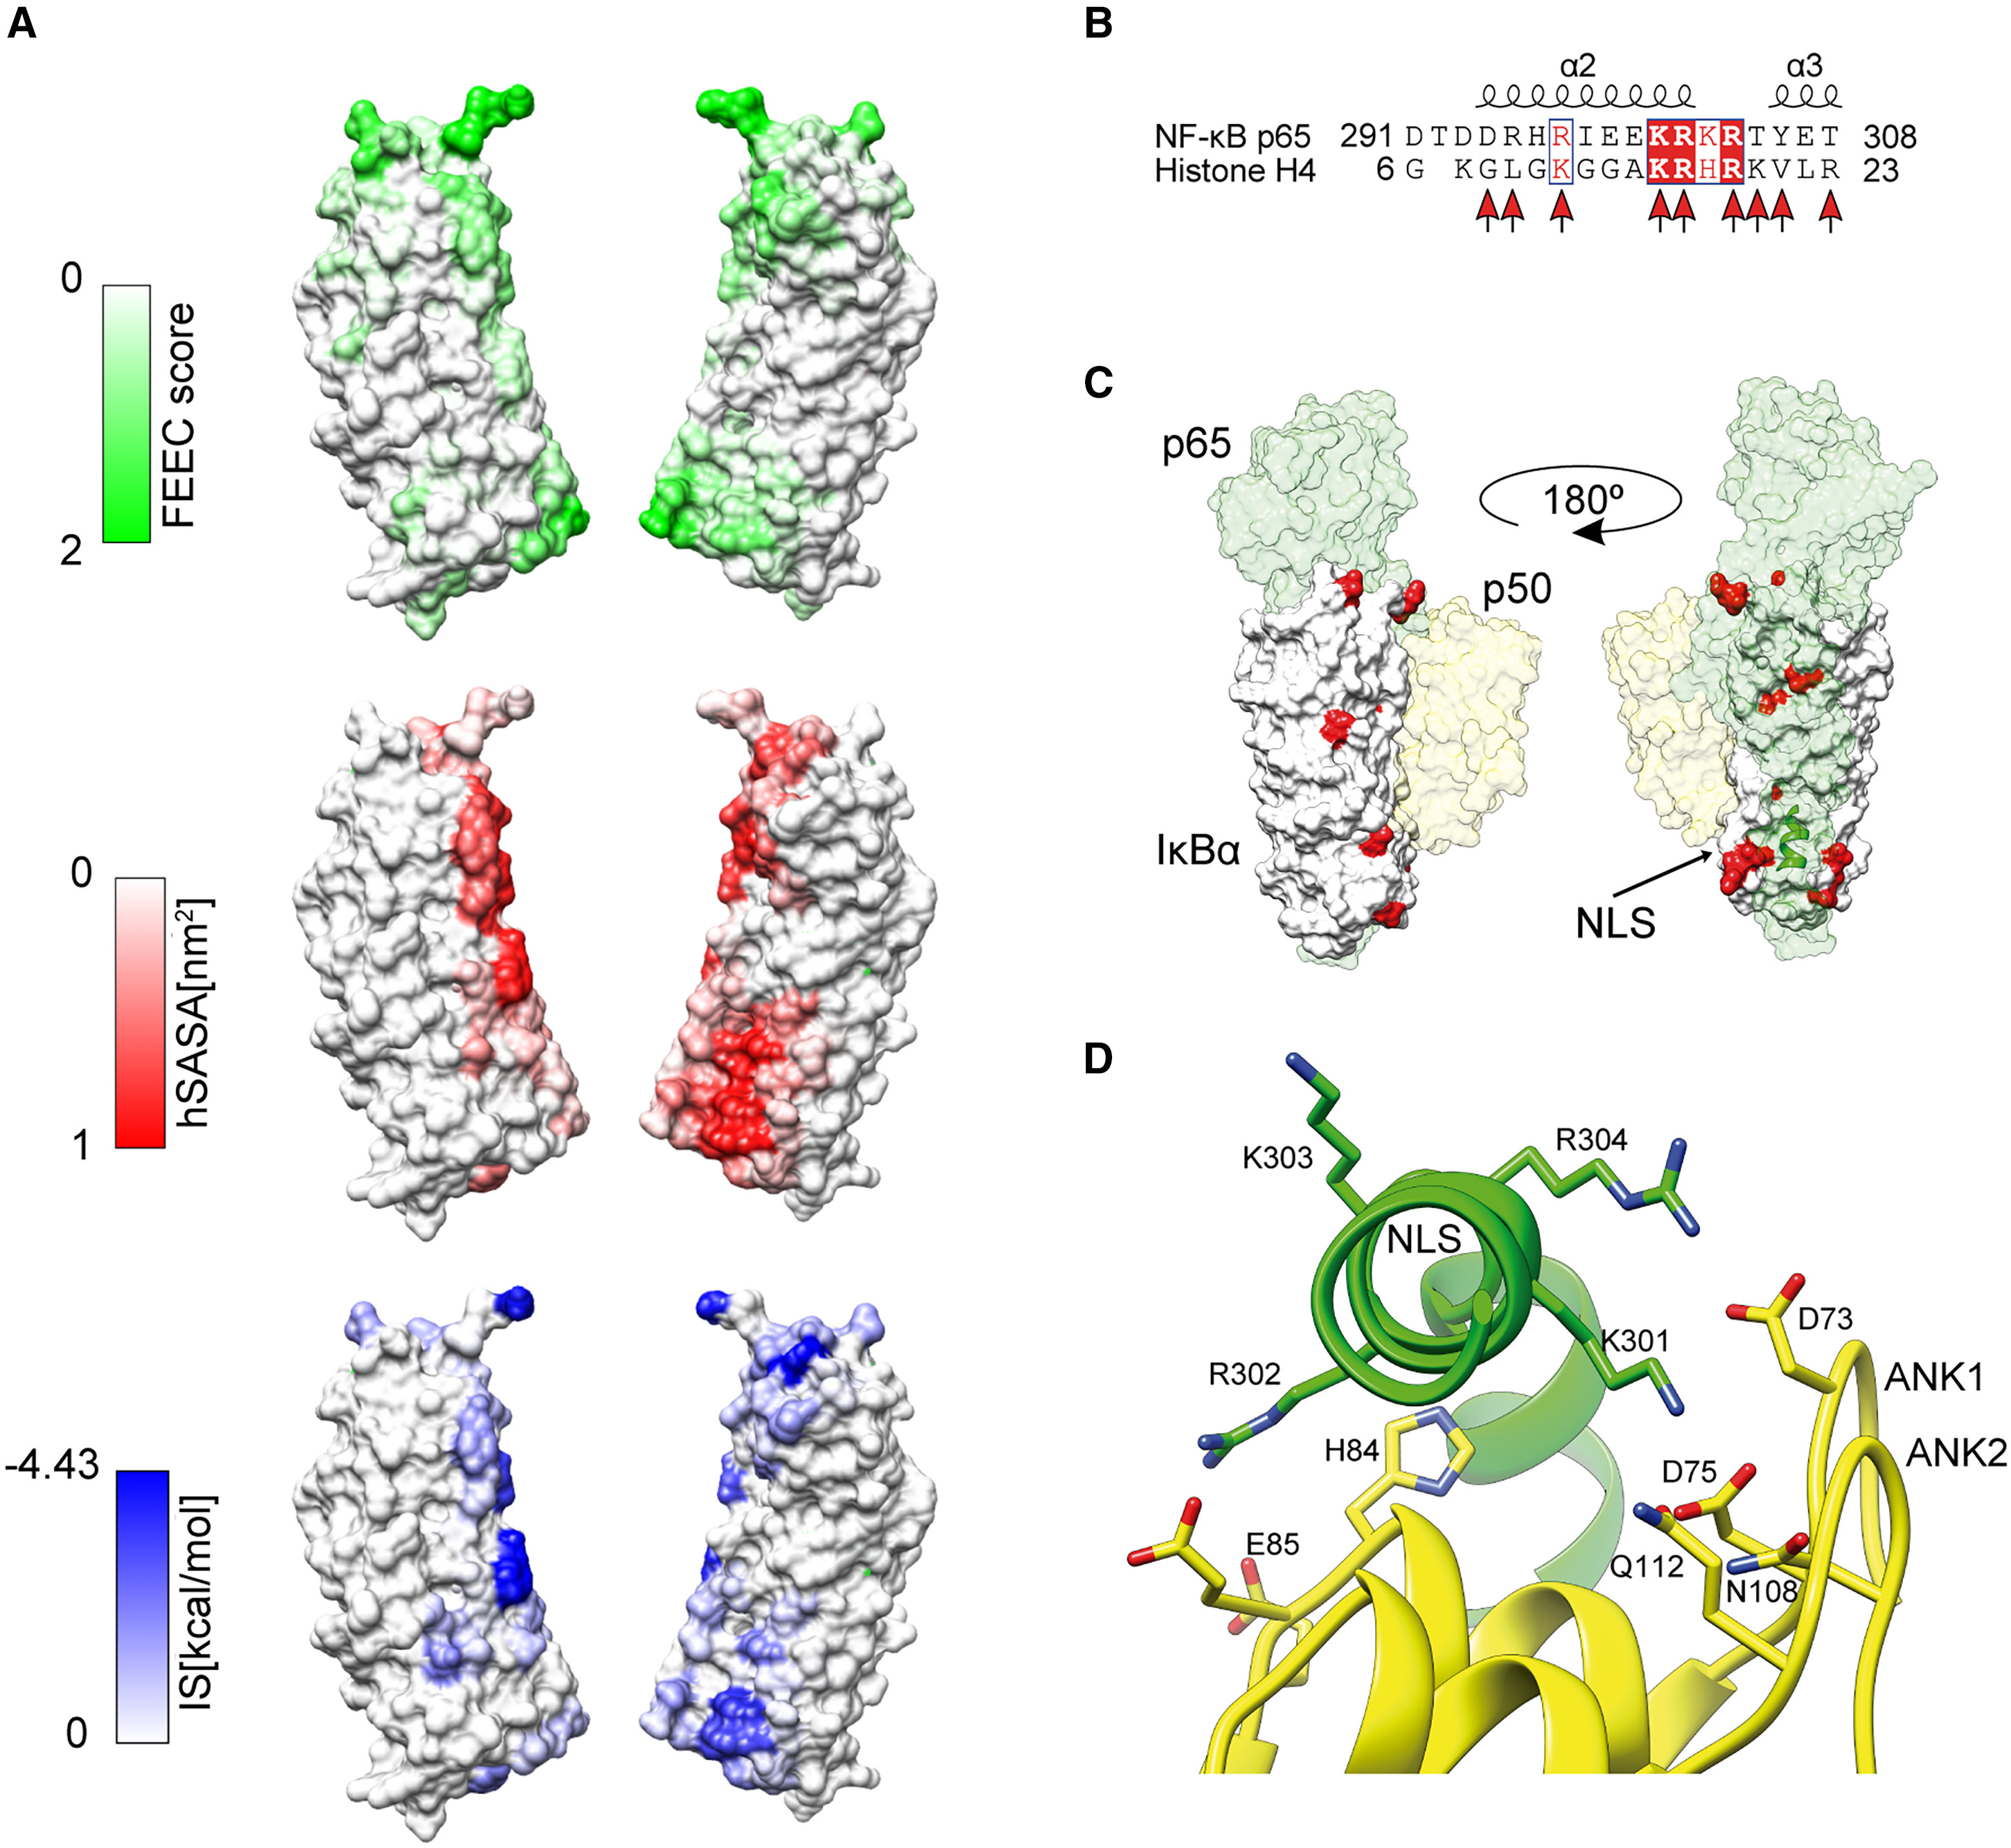 A
0
2
FEEC score
0
1
hSASA[nm²]
-4.43
0
IS[kcal/mol]
B
α2 α3
NF-κB p65 291 DTDDRHRIEEKRKRTYET 308
Histone H4 6 G KGLGKGGAKRHRKVLR 23
C
p65
180º
p50
IκBα
NLS
D
K303
R304
NLS
D73
K301
R302
ANK1
H84
ANK2
D75
E85
Q112
N108